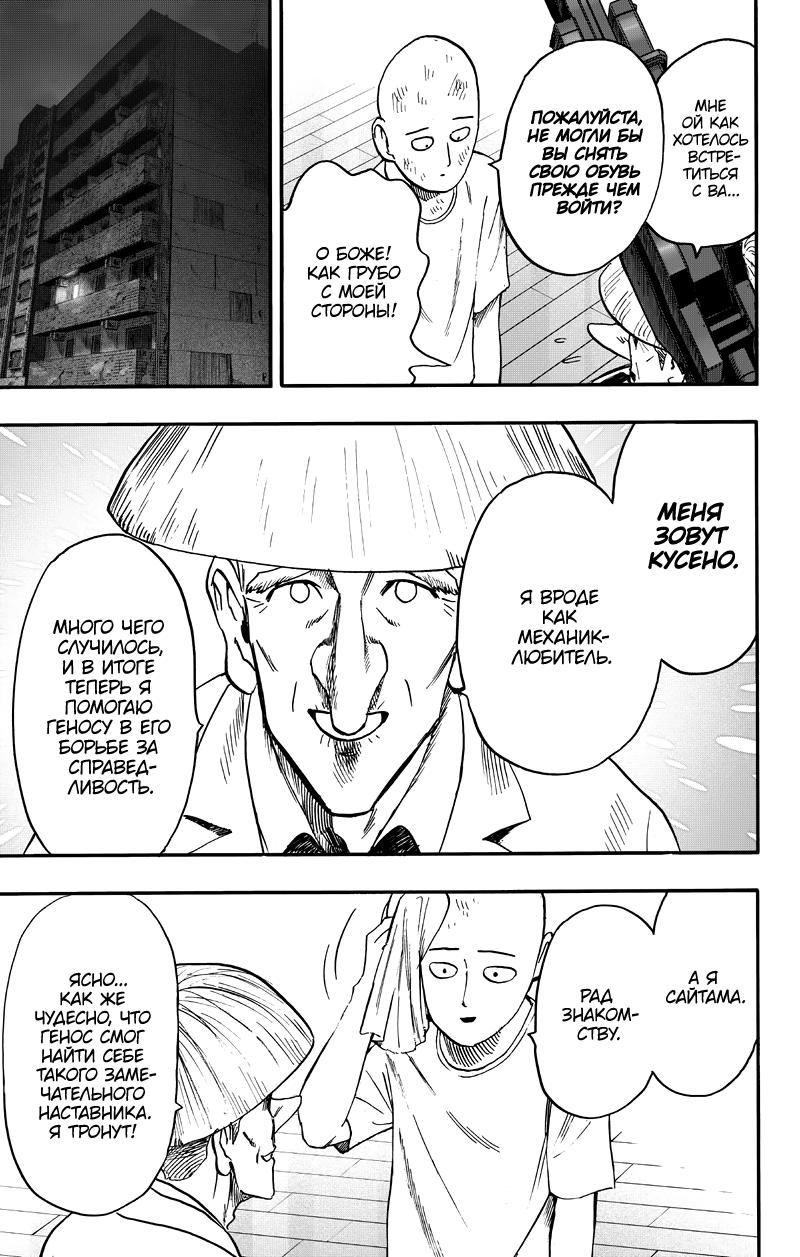 МНЕ
ОЙ КАК
ХОТЕЛОСЬ
ВСТРЕ-
ТИТЬСЯ
С ВА...
ПОЖАЛУЙСТА,
НЕ МОГЛИ БЫ
ВЫ СНЯТЬ
СВОЮ ОБУВЬ
ПРЕЖДЕ ЧЕМ
ВОЙТИ?
О БОЖЕ!
КАК ГРУБО
С МОЕЙ
СТОРОНЫ!
МЕНЯ
ЗОВУТ
КУСЕНО.
Я ВРОДЕ
КАК
МЕХАНИК-
ЛЮБИТЕЛЬ.
МНОГО ЧЕГО
СЛУЧИЛОСЬ,
И В ИТОГЕ
ТЕПЕРЬ Я
ПОМОГАЮ
ГЕНОСУ В ЕГО
БОРЬБЕ ЗА
СПРАВЕД-
ЛИВОСТЬ.
А Я
САЙТАМА.
РАД
ЗНАКОМ-
СТВУ.
ЯСНО...
КАК ЖЕ
ЧУДЕСНО, ЧТО
ГЕНОС СМОГ
НАЙТИ СЕБЕ
ТАКОГО ЗАМЕ-
ЧАТЕЛЬНОГО
НАСТАВНИКА.
Я ТРОНУТ!